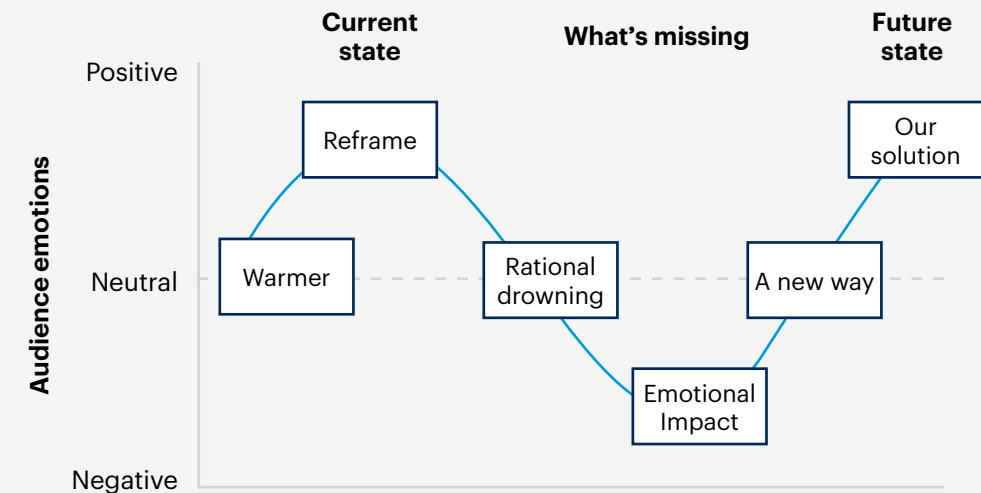 Current
state
What's missing
Future
state
Positive
Reframe
Our
solution
Audience emotions
Neutral
Warmer
Rational
drowning
A new way
Emotional
Impact
Negative